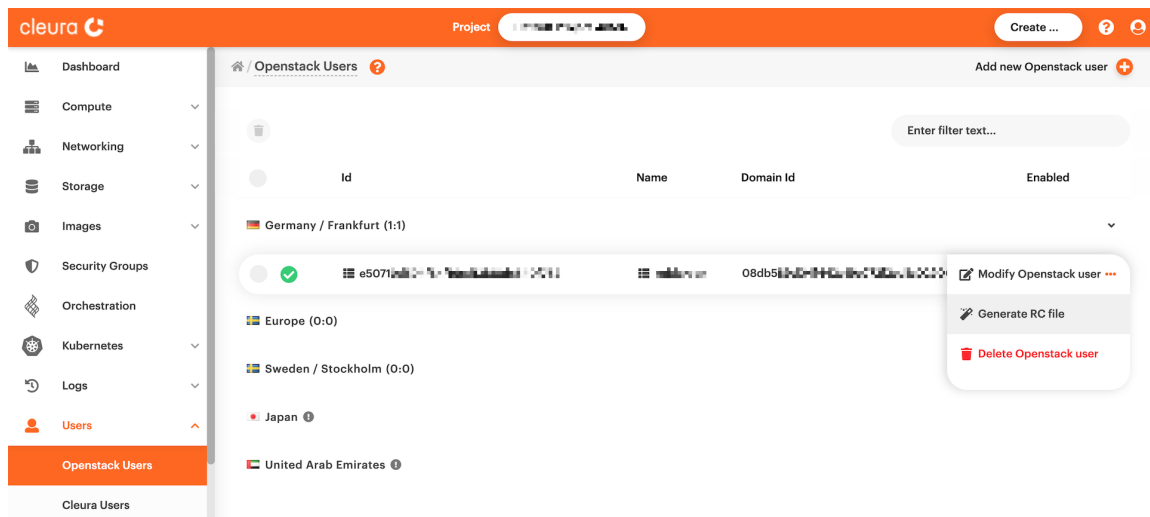 cleura
Project
Create ...
Dashboard
Openstack Users
Add new Openstack user
Compute
Networking
Enter filter text...
Storage
Id Name Domain Id Enabled
Images
Germany / Frankfurt (1:1)
Security Groups
e5071
08db5
Modify Openstack user
Orchestration
Generate RC file
Europe (0:0)
Kubernetes
Delete Openstack user
Sweden / Stockholm (0:0)
Logs
Japan
Users
Openstack Users
United Arab Emirates
Cleura Users